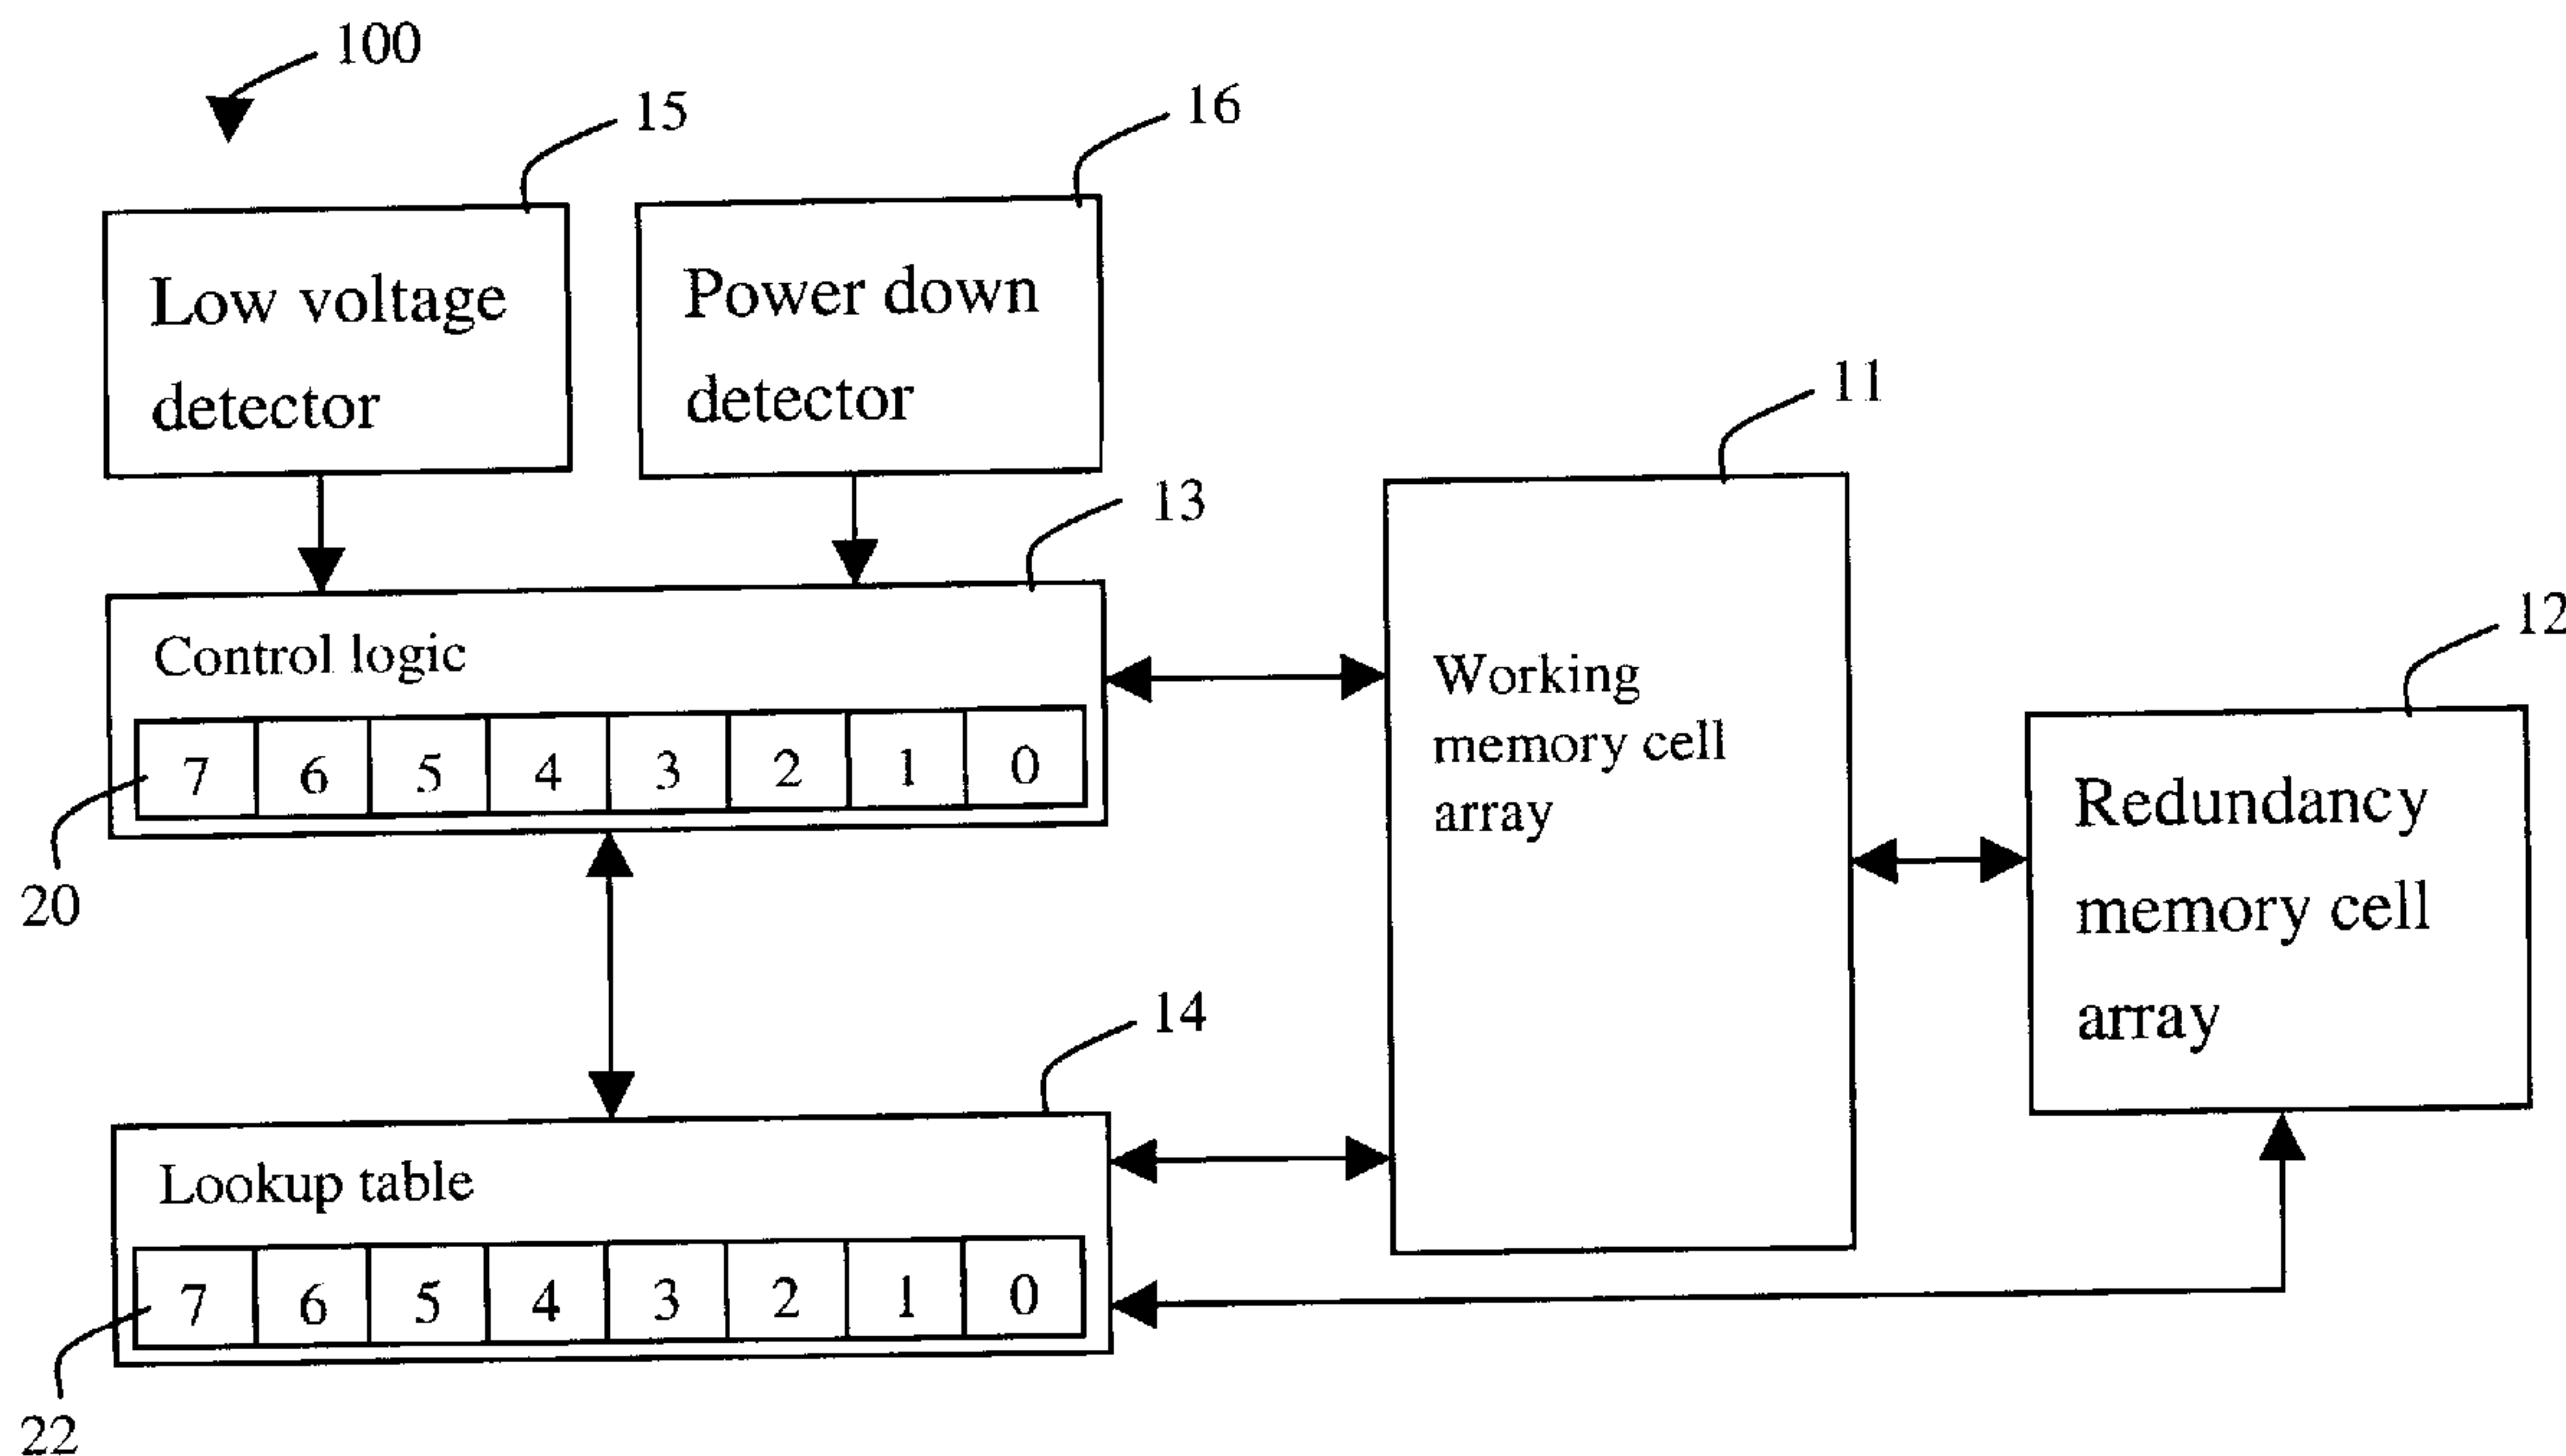 100
15
16
Low voltage
detector
Power down
detector
11
13
12
Control logic
7 6 5 4 3 2 1 0
20
Working
memory cell
array
Redundancy
memory cell
array
14
Lookup table
7 6 5 4 3 2 1 0
22